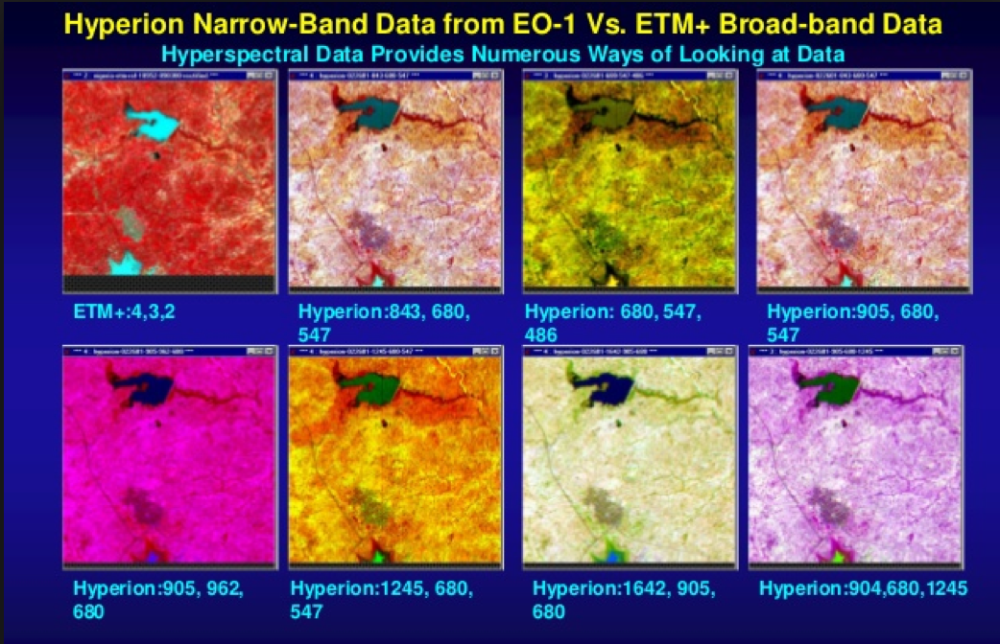 Hyperion Narrow-Band Data from EO-1 Vs. ETM+ Broad-band Data
Hyperspectral Data Provides Numerous Ways of Looking at Data
ETM+:4,3,2
Hyperion:843, 680,
547
Hyperion: 680, 547,
486
Hyperion:905, 680,
547
Hyperion:905, 962,
680
Hyperion:1245, 680,
547
Hyperion:1642, 905,
680
Hyperion:904,680,1245